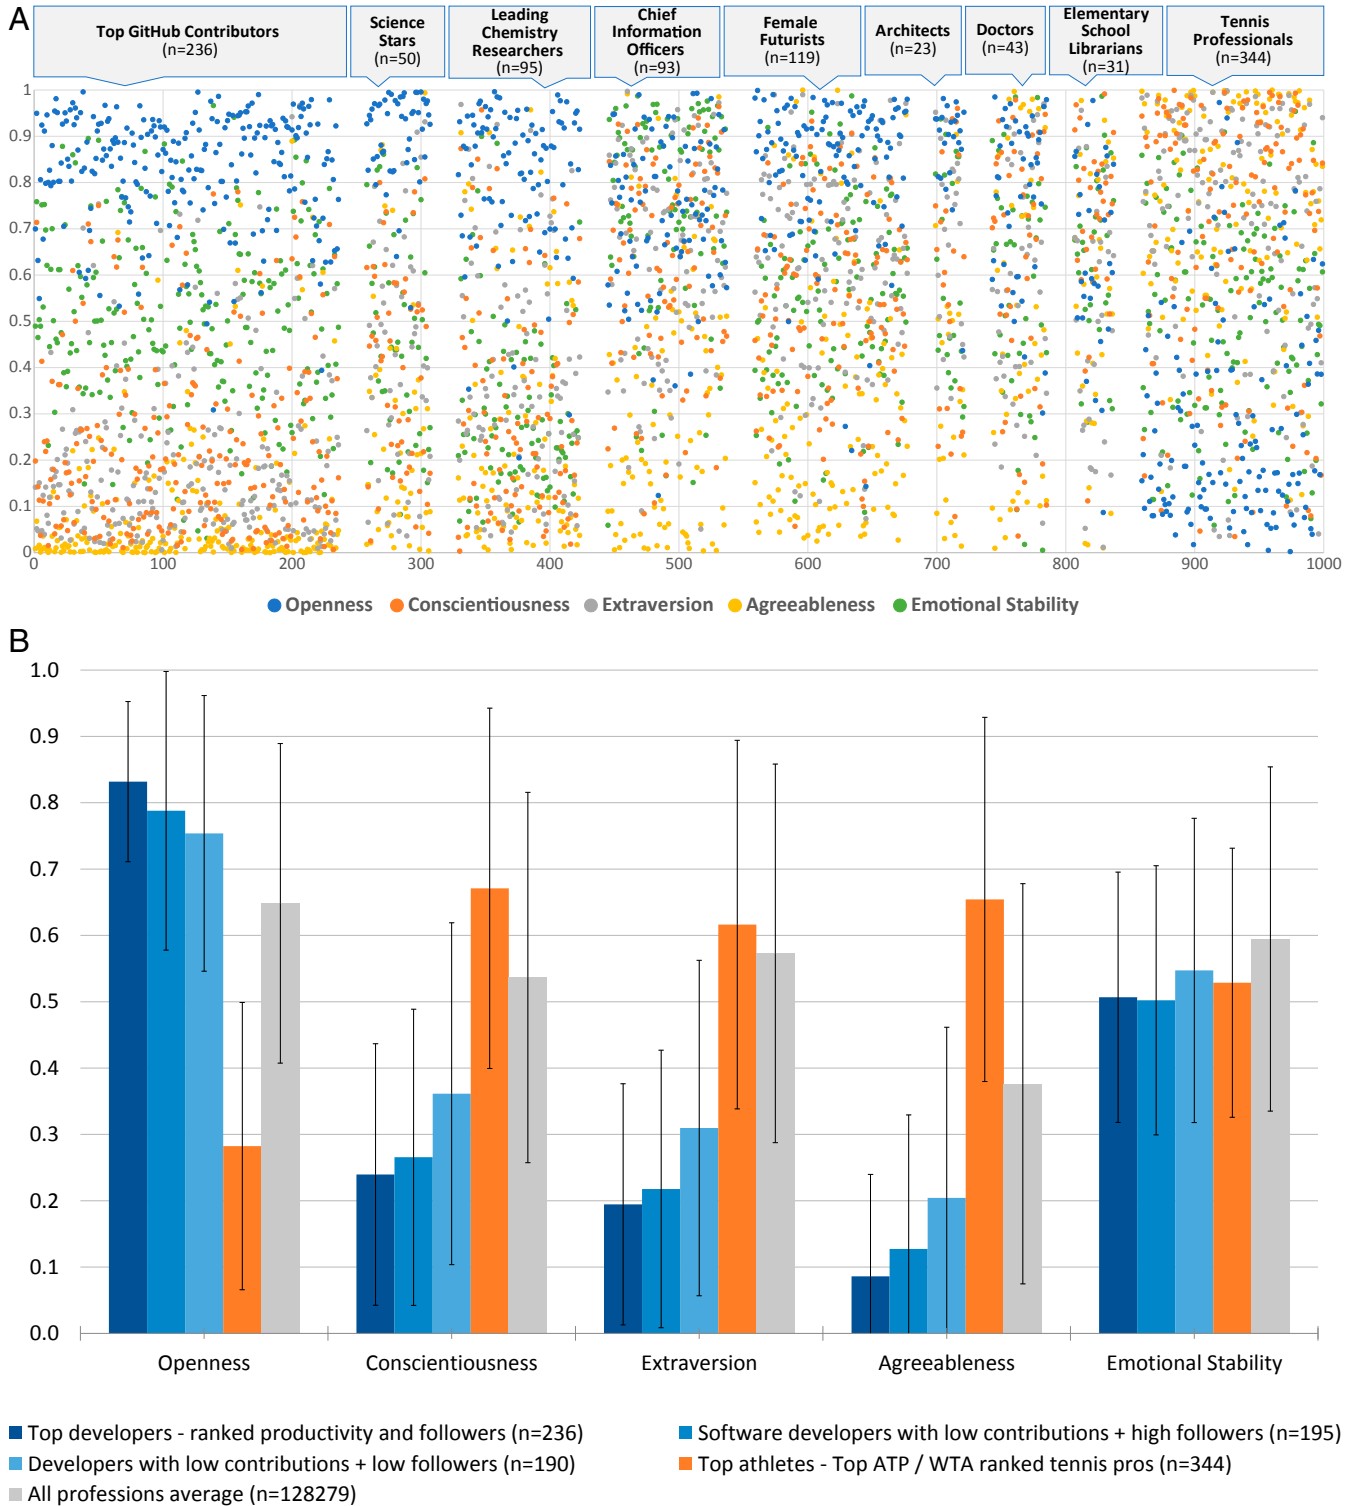 A
Top GitHub Contributors
(n=236)
Science
Stars
(n=50)
Leading
Chemistry
Researchers
(n=95)
Chief
Information
Officers
(n=93)
Female
Futurists
(n=119)
Architects
(n=23)
Doctors
(n=43)
Elementary
School
Librarians
(n=31)
Tennis
Professionals
(n=344)
1
0.9
0.8
0.7
0.6
0.5
0.4
0.3
0.2
0.1
0
0 100 200 300 400 500 600 700 800 900 1000
Openness Conscientiousness Extraversion Agreeableness Emotional Stability
B
1.0
0.9
0.8
0.7
0.6
0.5
0.4
0.3
0.2
0.1
0.0
Openness Conscientiousness Extraversion Agreeableness Emotional Stability
Top developers - ranked productivity and followers (n=236)
Software developers with low contributions + high followers (n=195)
Developers with low contributions + low followers (n=190)
Top athletes - Top ATP / WTA ranked tennis pros (n=344)
All professions average (n=128279)